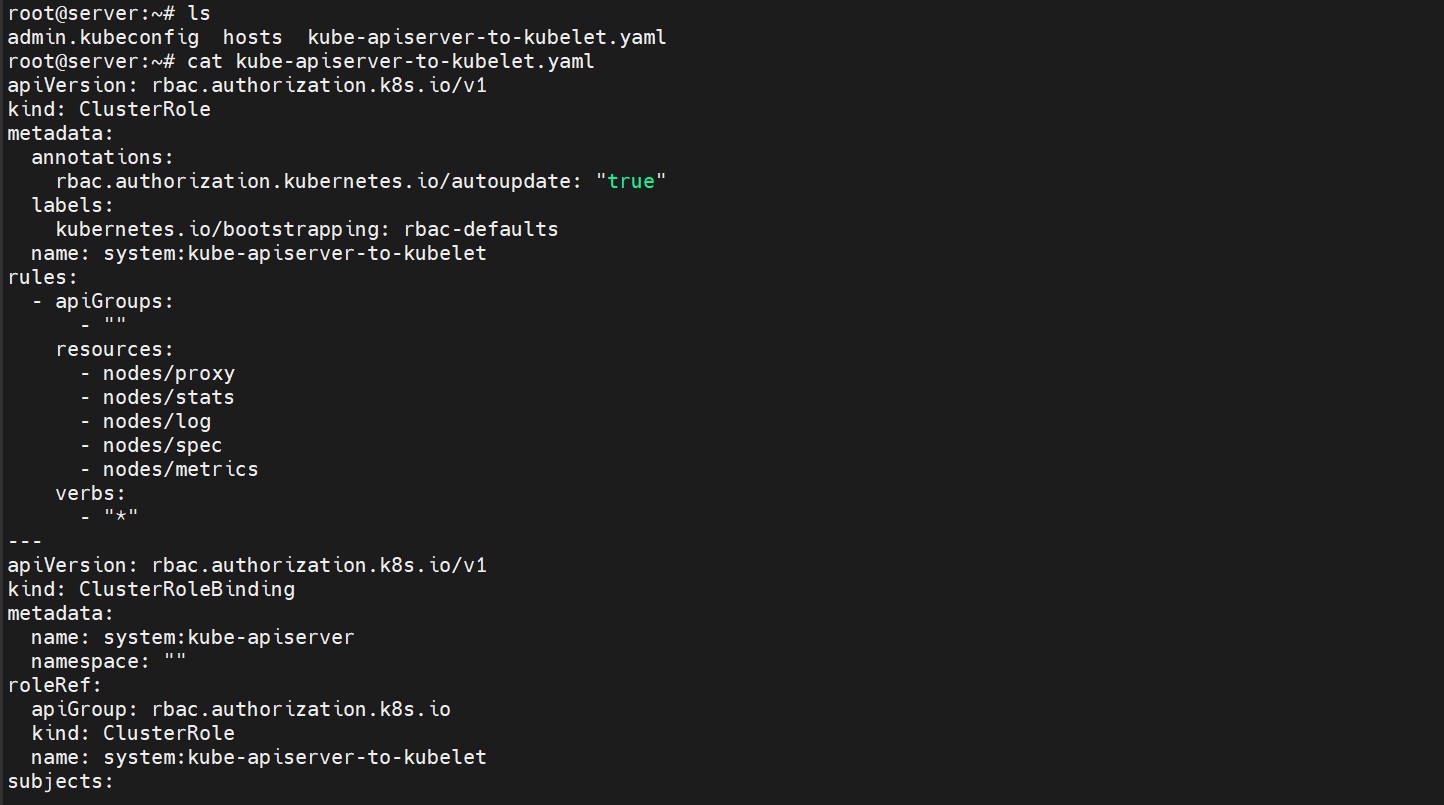 root@server:~# ls
admin.kubeconfig  hosts  kube-apiserver-to-kubelet.yaml
root@server:~# cat kube-apiserver-to-kubelet.yaml
apiVersion: rbac.authorization.k8s.io/v1
kind: ClusterRole
metadata:
  annotations:
    rbac.authorization.kubernetes.io/autoupdate: "true"
  labels:
    kubernetes.io/bootstrapping: rbac-defaults
  name: system:kube-apiserver-to-kubelet
rules:
  - apiGroups:
      - ""
    resources:
      - nodes/proxy
      - nodes/stats
      - nodes/log
      - nodes/spec
      - nodes/metrics
    verbs:
      - "*"
---
apiVersion: rbac.authorization.k8s.io/v1
kind: ClusterRoleBinding
metadata:
  name: system:kube-apiserver
  namespace: ""
roleRef:
  apiGroup: rbac.authorization.k8s.io
  kind: ClusterRole
  name: system:kube-apiserver-to-kubelet
subjects: